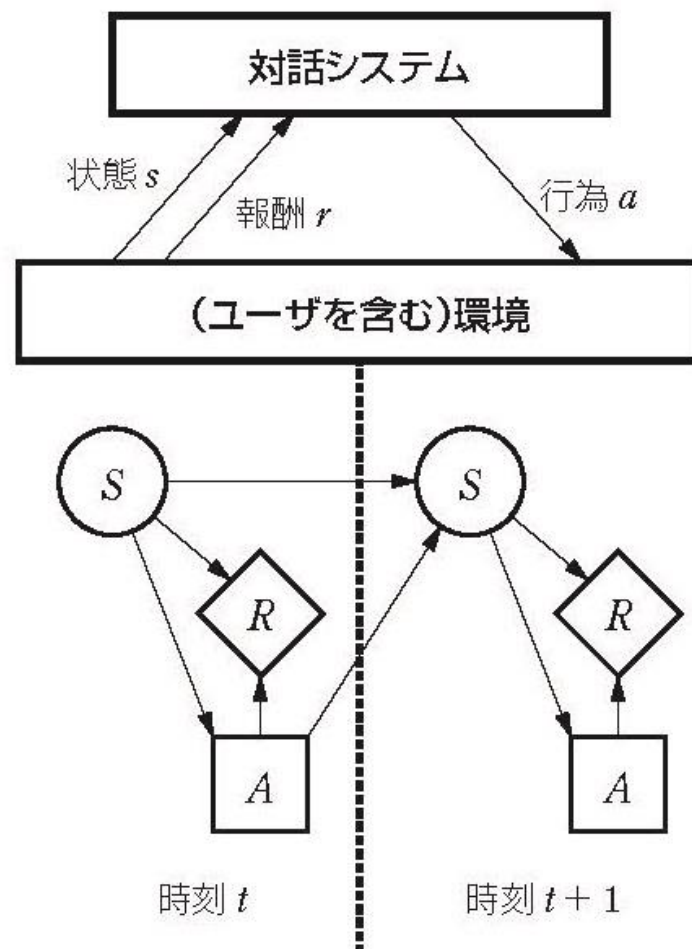 対話システム
状態 s
報酬 r
行為 a
(ユーザを含む)環境
S
S
R
R
A
A
時刻 t
時刻 t + 1